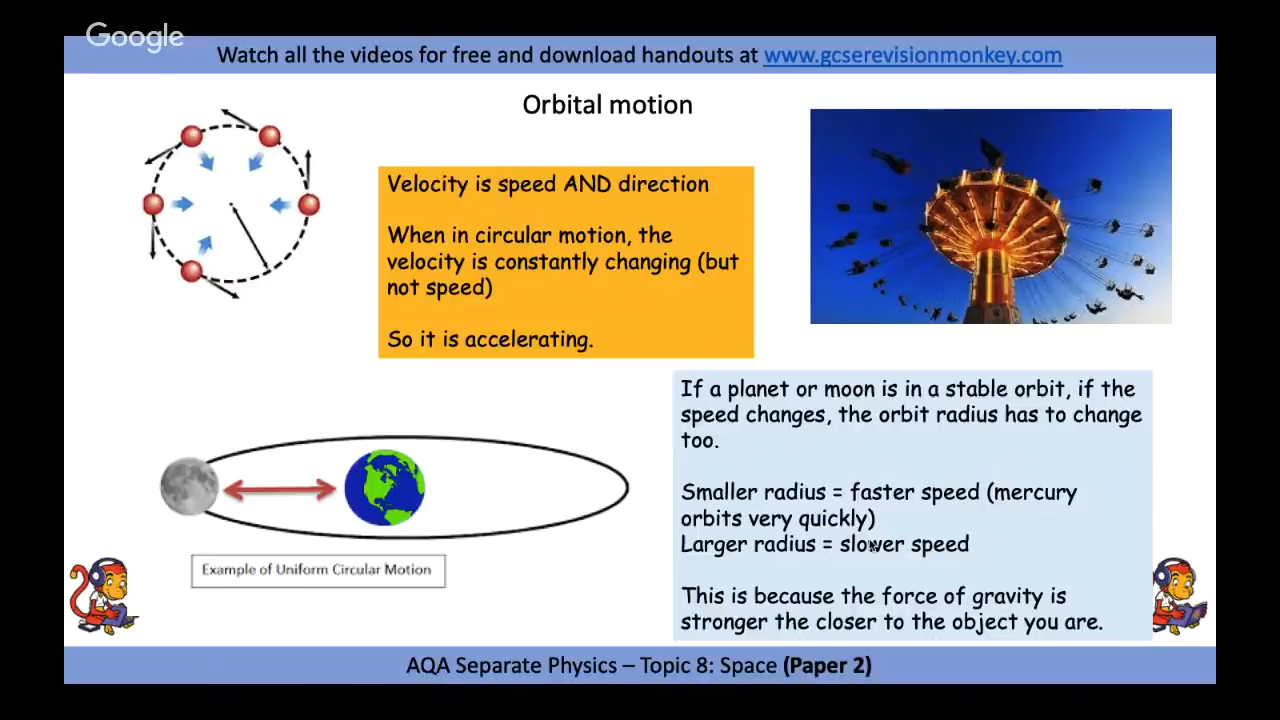 Google
Watch all the videos for free and download handouts at www.gcserevisionmonkey.com
Orbital motion
Velocity is speed AND direction
When in circular motion, the
velocity is constantly changing (but
not speed)
So it is accelerating.
If a planet or moon is in a stable orbit, if the
speed changes, the orbit radius has to change
too.
Smaller radius = faster speed (mercury
orbits very quickly)
Larger radius = slower speed
This is because the force of gravity is
stronger the closer to the object you are.
Example of Uniform Circular Motion
AQA Separate Physics – Topic 8: Space (Paper 2)